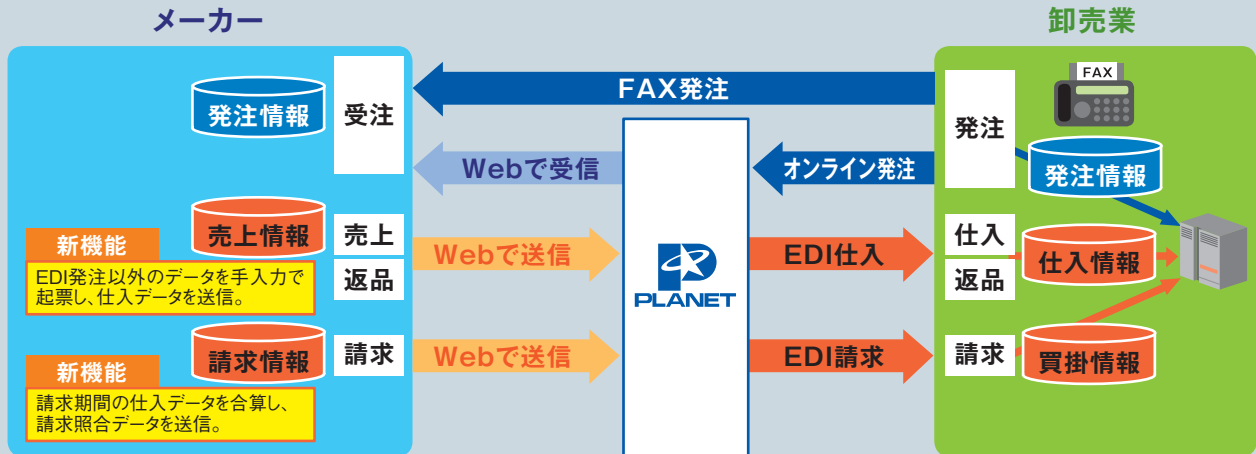 メーカー
卸売業
発注情報
受注
FAX発注
発注
FAX
発注情報
Webで受信
オンライン発注
売上情報
売上
返品
新機能
EDI発注以外のデータを手入力で
起票し、仕入データを送信。
Webで送信
PLANET
EDI仕入
仕入
返品
仕入情報
請求情報
請求
新機能
請求期間の仕入データを合算し、
請求照合データを送信。
Webで送信
EDI請求
請求
買掛情報